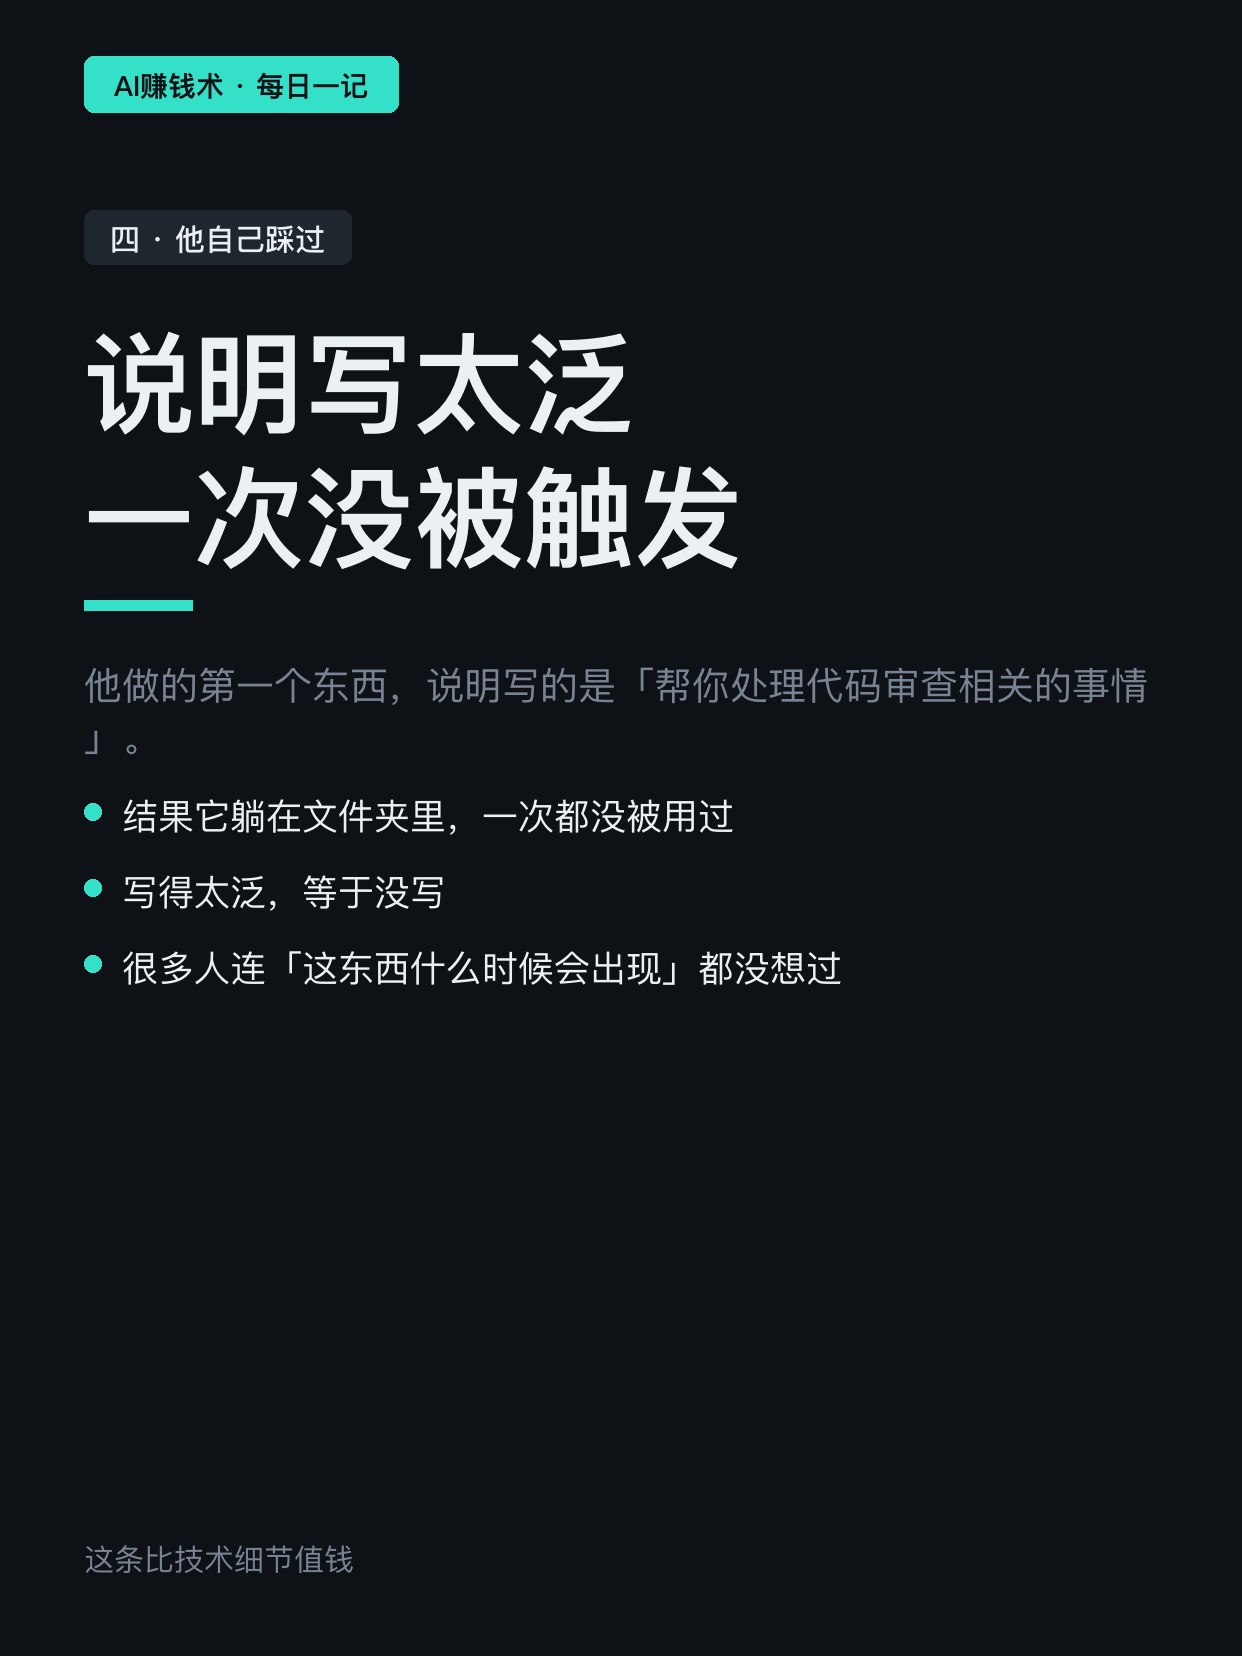 AI赚钱术 · 每日一记
四 · 他自己踩过
说明写太泛
一次没被触发
他做的第一个东西，说明写的是「帮你处理代码审查相关的事情
」。
结果它躺在文件夹里，一次都没被用过
写得太泛，等于没写
很多人连「这东西什么时候会出现」都没想过
这条比技术细节值钱